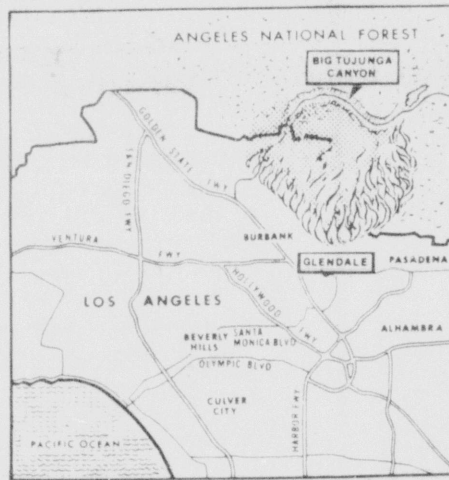 ANGELES NATIONAL FOREST
BIG TUJUNGA
CANYON
GOLDEN STATE FWY
SAN DIEGO FWY
VENTURA FWY
BURBANK
GLENDALE
PASADENA
HOLLYWOOD FWY
LOS ANGELES
BEVERLY
HILLS
SANTA
MONICA BLVD
ALHAMBRA
OLYMPIC BLVD
CULVER
CITY
HARBOR FWY
PACIFIC OCEAN